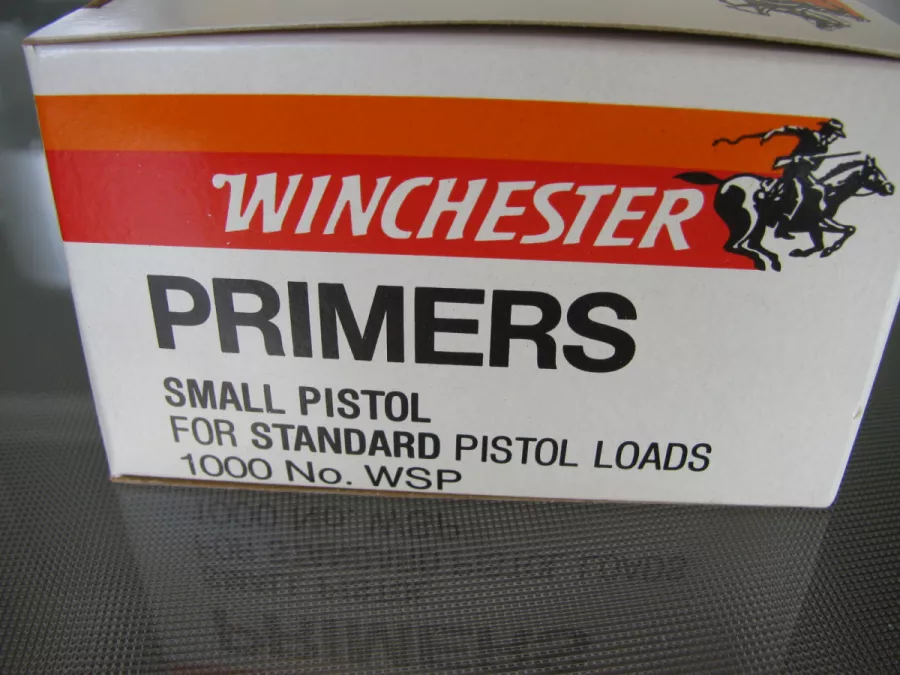 WINCHESTER
PRIMERS
SMALL PISTOL
FOR STANDARD PISTOL LOADS
1000 No. WSP